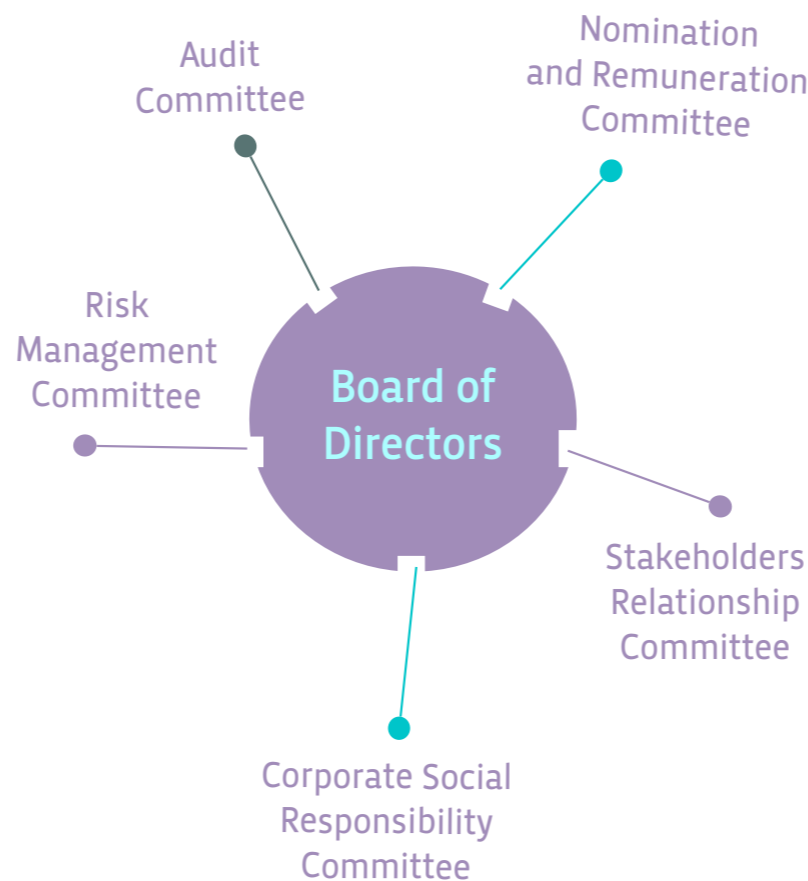 Audit
Committee
Nomination
and Remuneration
Committee
Risk
Management
Committee
Board of
Directors
Stakeholders
Relationship
Committee
Corporate Social
Responsibility
Committee